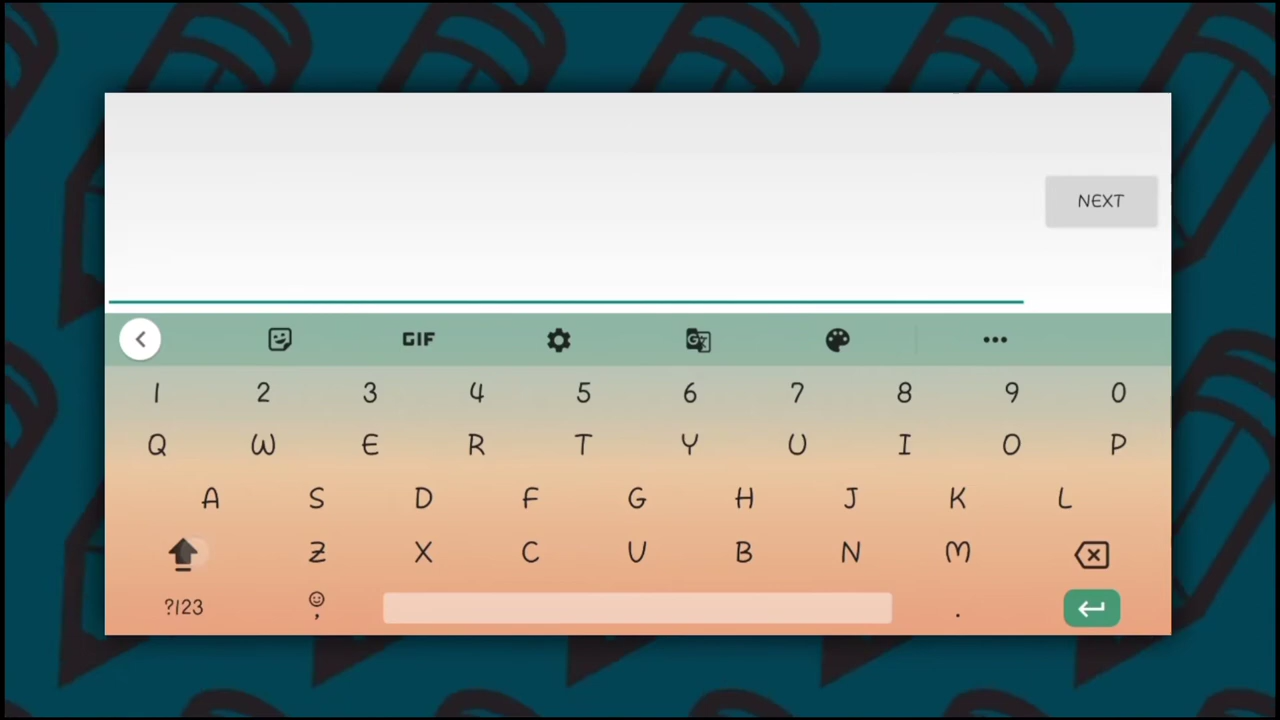 NEXT
GIF
1 2 3 4 5 6 7 8 9 0
Q W E R T Y U I O P
A S D F G H J K L
Z X C U B N M
?123 , .